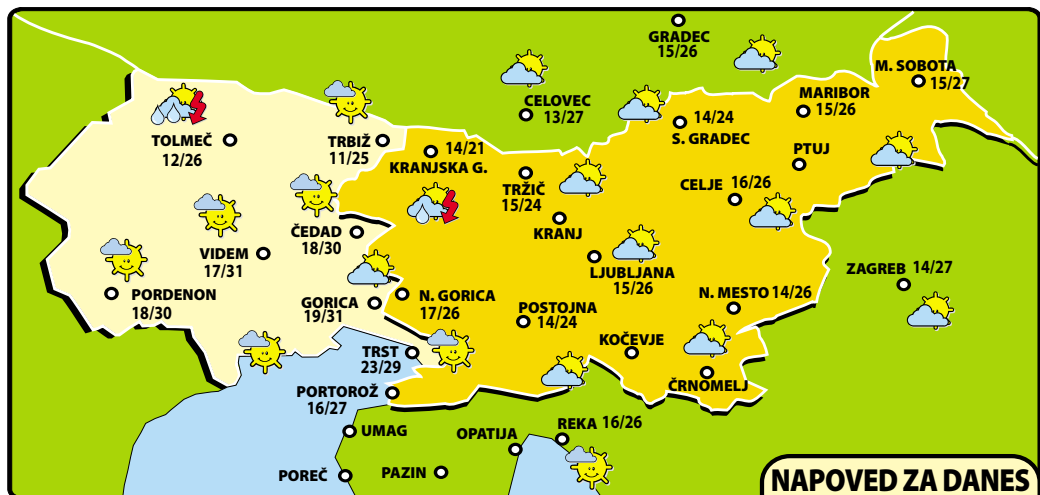 GRADEC
15/26
M. SOBOTA
15/27
CELOVEC
13/27
MARIBOR
15/26
14/24
S. GRADEC
TOLMEČ
12/26
TRBIŽ
11/25
14/21
KRANJSKA G.
PTUJ
TRŽIČ
15/24
CELJE 16/26
KRANJ
ČEDAD
18/30
VIDEM
17/31
LJUBLJANA
15/26
ZAGREB 14/27
PORDENON
18/30
GORICA
19/31
N. GORICA
17/26
N. MESTO 14/26
POSTOJNA
14/24
KOČEVJE
TRST
23/29
ČRNOMELJ
PORTOROŽ
16/27
REKA 16/26
UMAG
OPATIJA
POREČ
PAZIN
NAPOVED ZA DANES